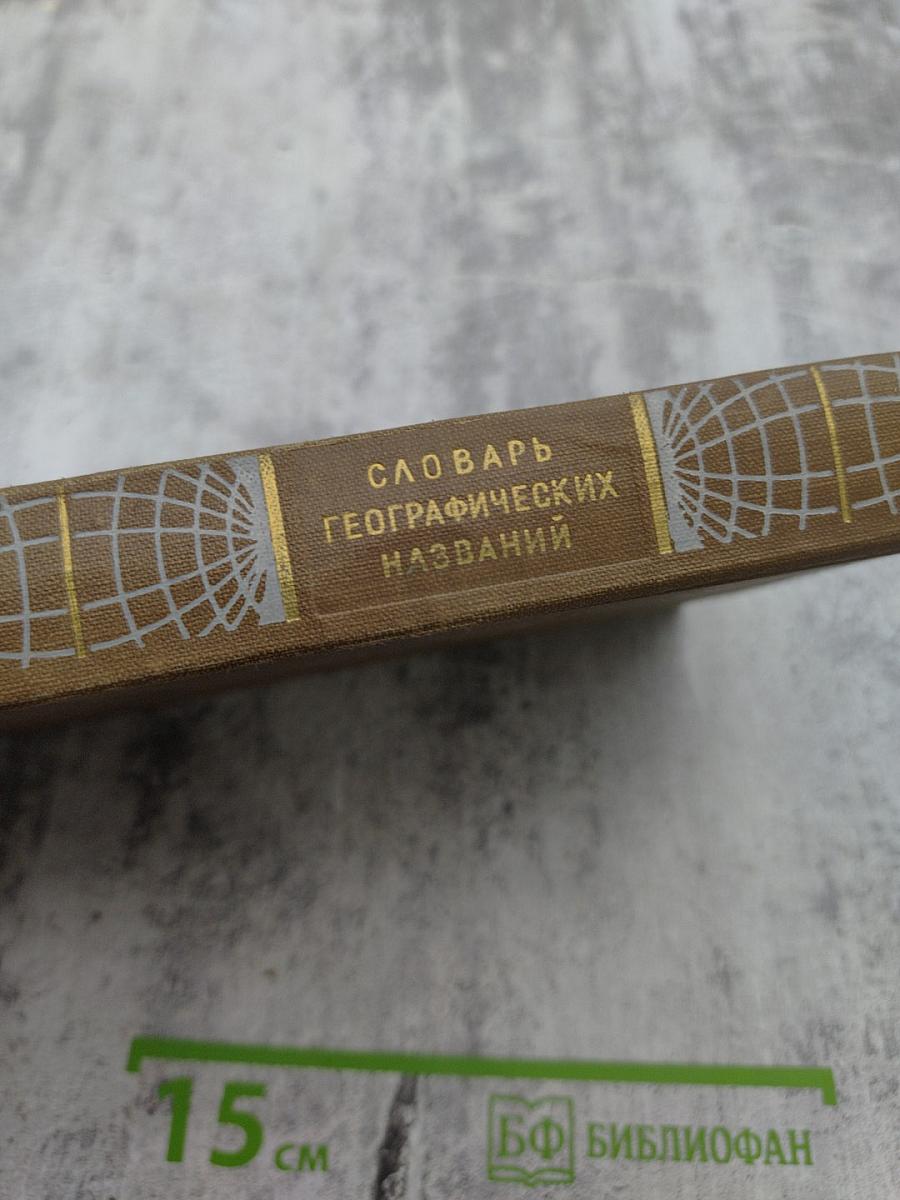 СЛОВАРЬ
ГЕОГРАФИЧЕСКИХ
НАЗВАНИЙ
15 см
БФ БИБЛИОФАН